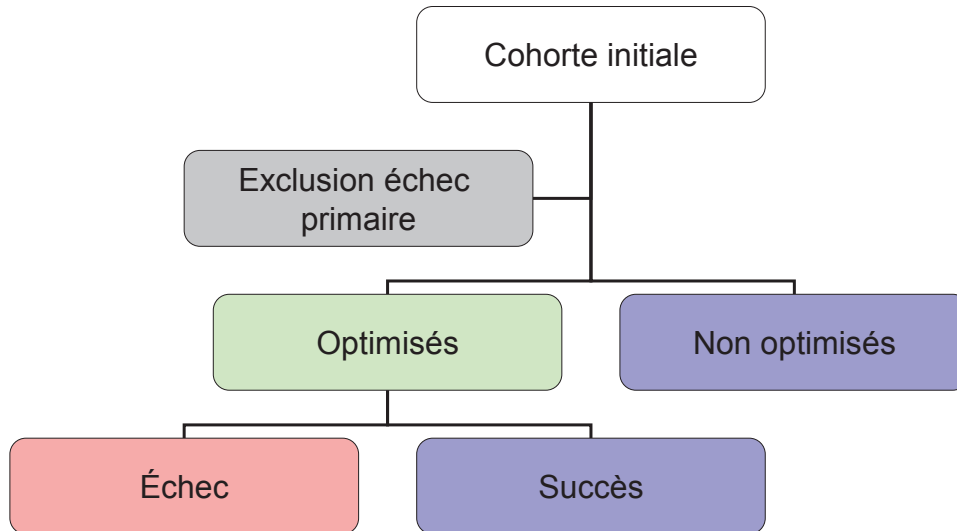 Cohorte initiale
Exclusion échec
primaire
Optimisés
Non optimisés
Échec
Succès